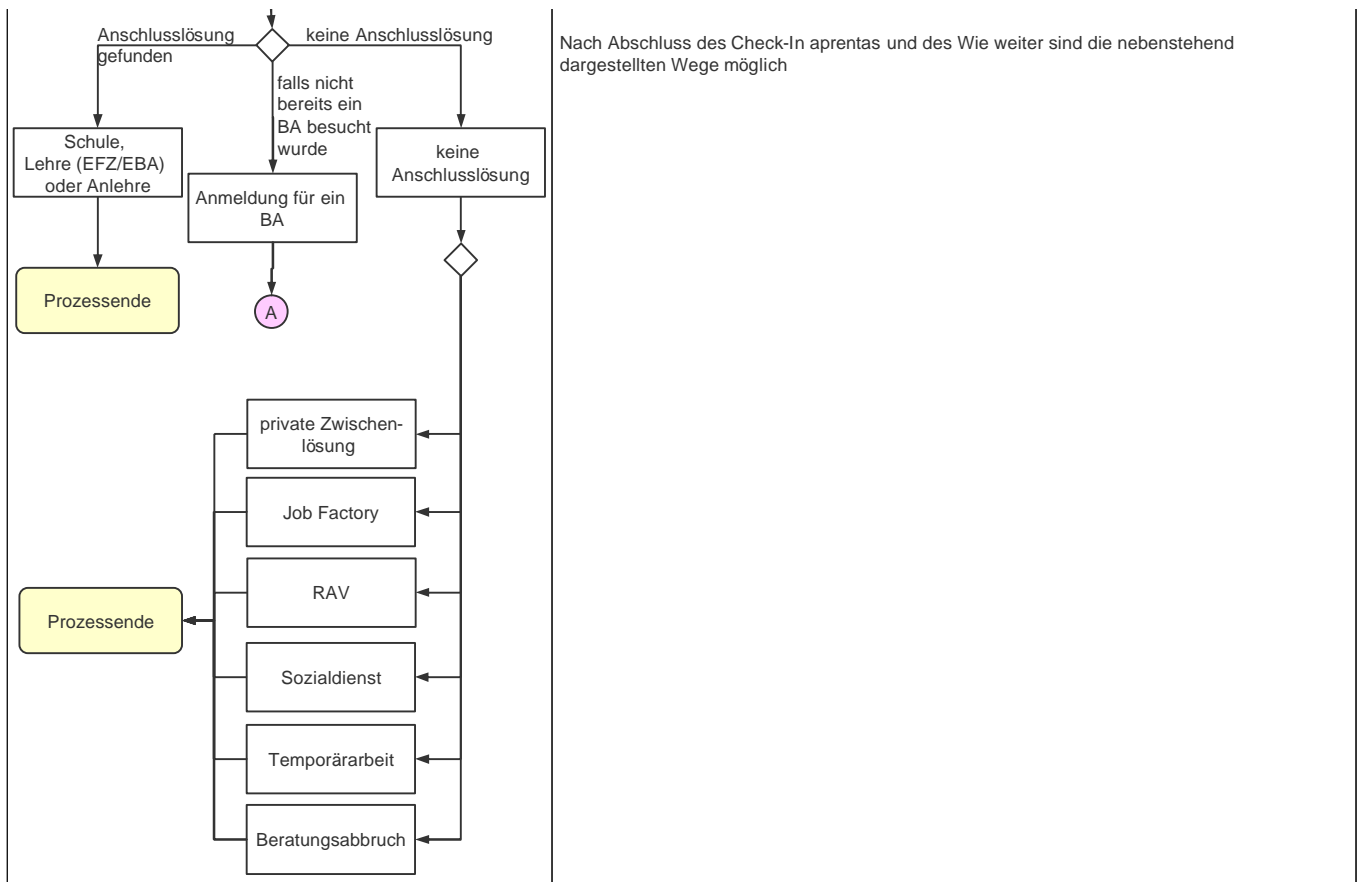 Anschlusslösung
gefunden
keine Anschlusslösung
falls nicht
bereits ein
BA besucht
wurde
Schule,
Lehre (EFZ/EBA)
oder Anlehre
Anmeldung für ein
BA
keine
Anschlusslösung
Prozessende
A
private Zwischen-
lösung
Job Factory
RAV
Prozessende
Sozialdienst
Temporärarbeit
Beratungsabbruch
Nach Abschluss des Check-In aprentas und des Wie weiter sind die nebenstehend
dargestellten Wege möglich